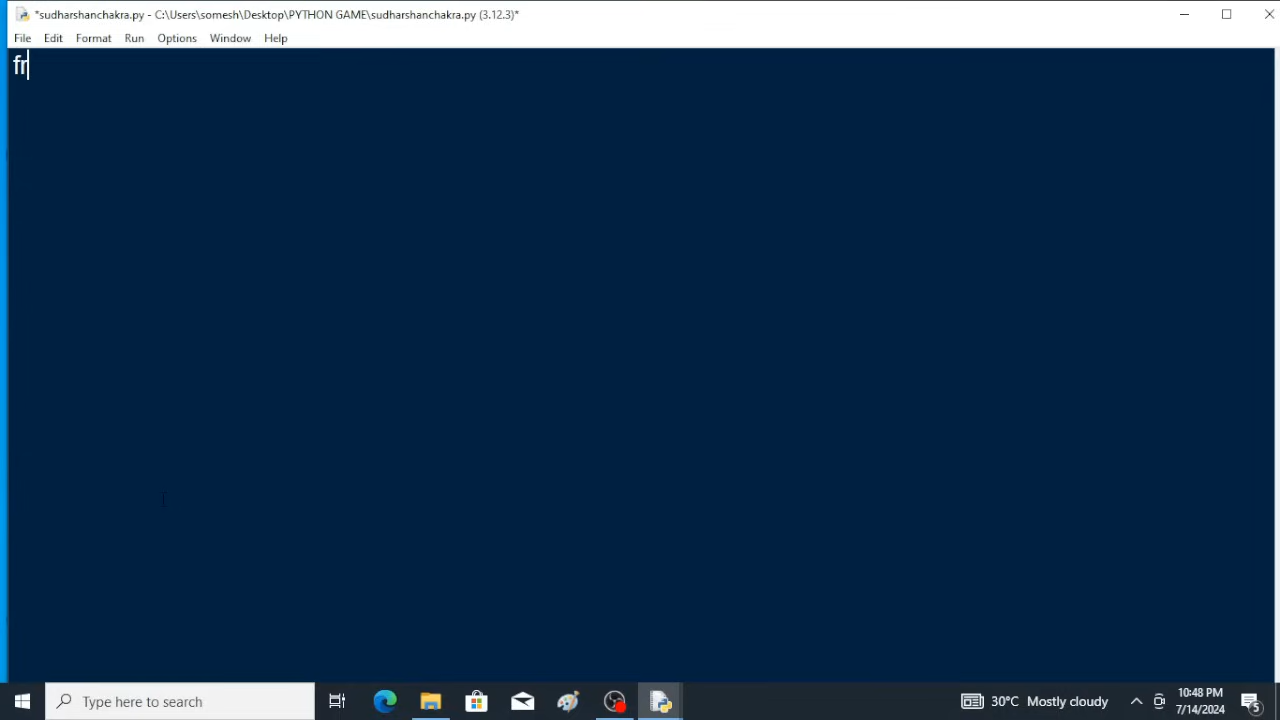 *sudharshanchakra.py - C:\Users\somesh\Desktop\PYTHON GAME\sudharshanchakra.py (3.12.3)*
File Edit Format Run Options Window Help
fr
Type here to search
30°C Mostly cloudy
10:48 PM
7/14/2024
5